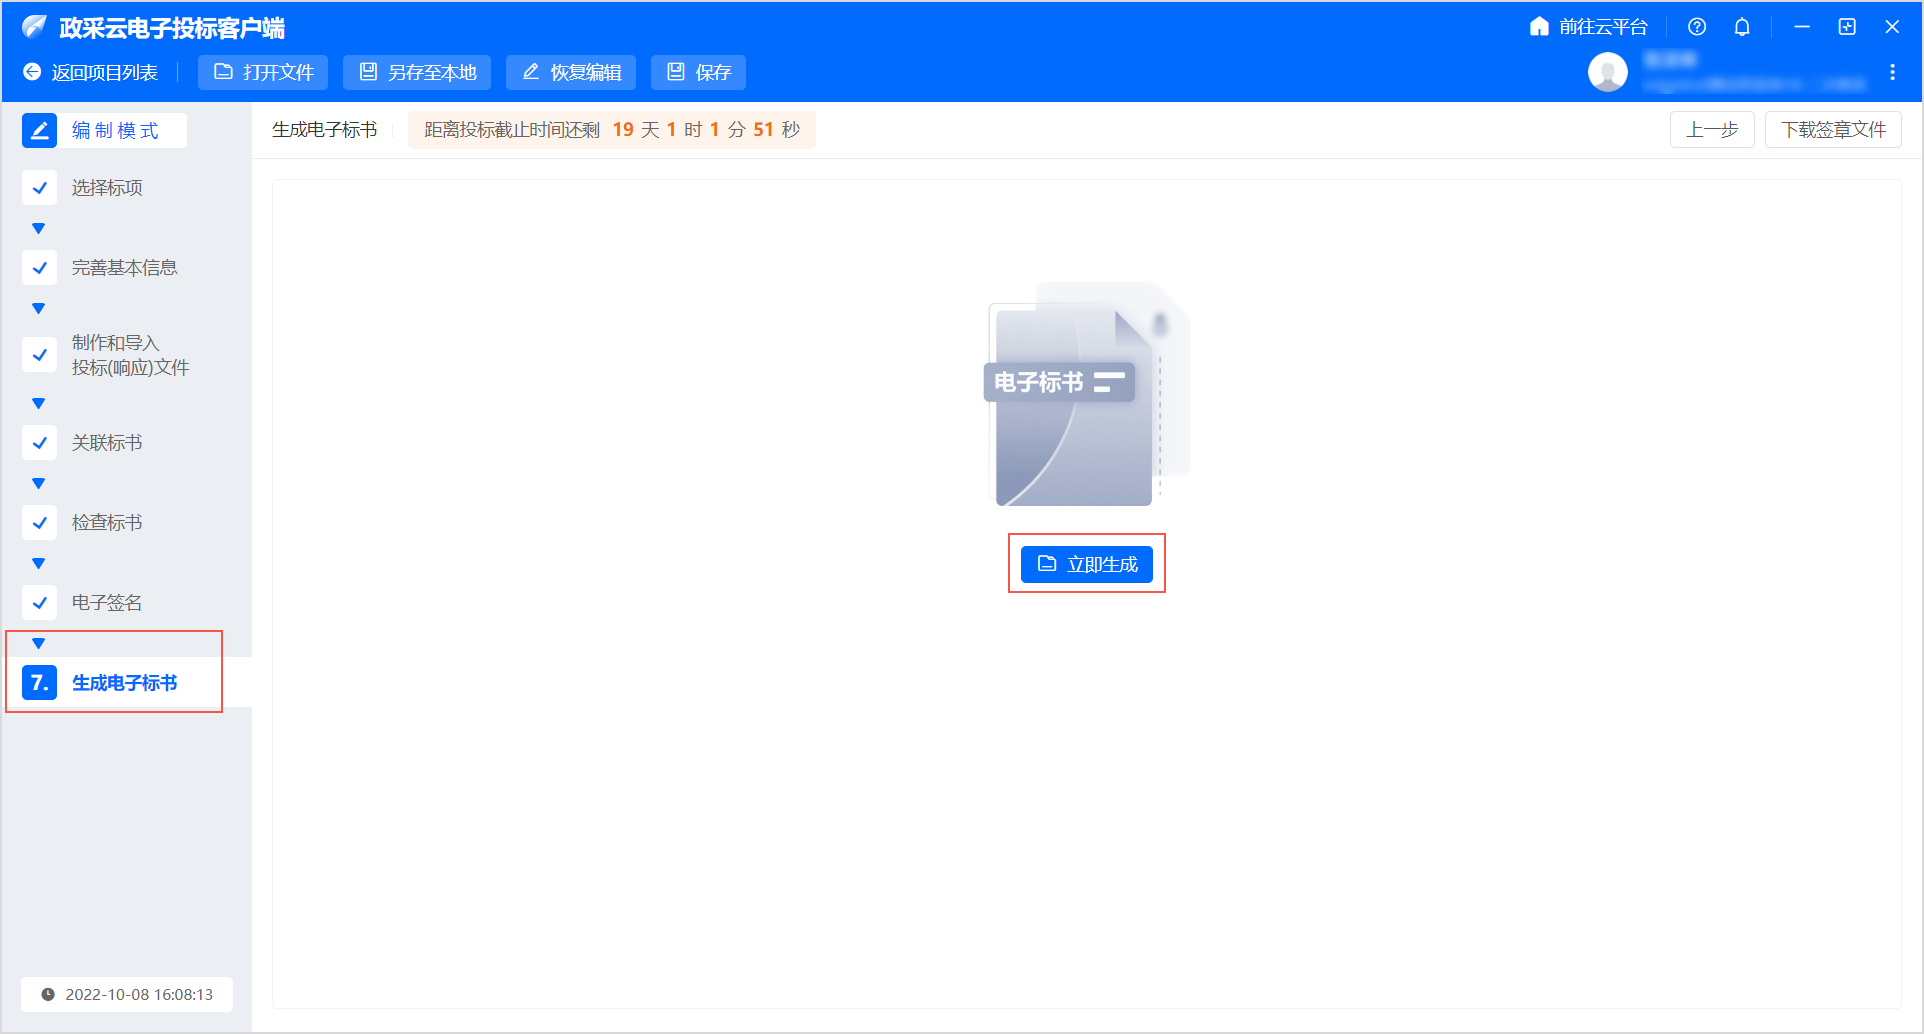 政采云电子投标客户端
前往云平台
返回项目列表
打开文件
另存至本地
恢复编辑
保存
编制模式
生成电子标书
距离投标截止时间还剩 19 天 1 时 1 分 51 秒
上一步
下载签章文件
选择标项
完善基本信息
制作和导入
投标(响应)文件
关联标书
检查标书
电子签名
7. 生成电子标书
电子标书
立即生成
2022-10-08 16:08:13